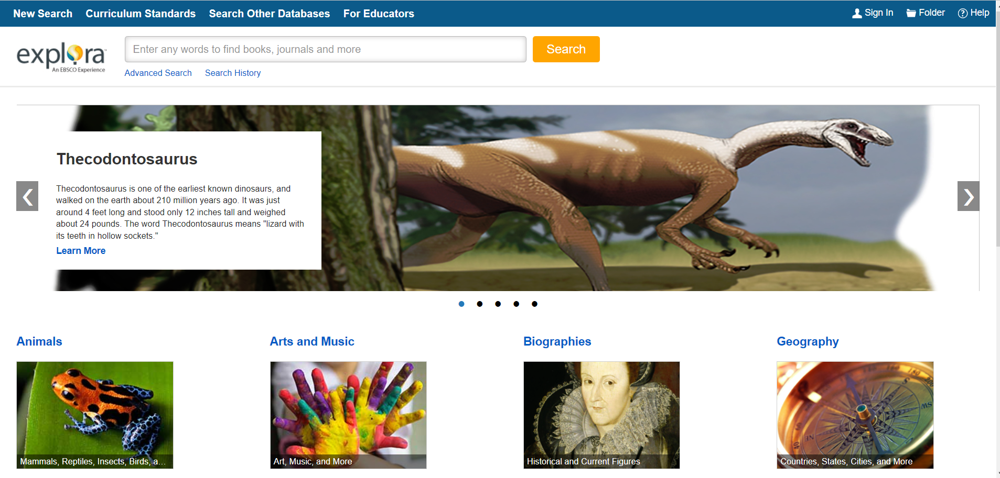 New Search Curriculum Standards Search Other Databases For Educators Sign In Folder Help
explora™
An EBSCO Experience
Enter any words to find books, journals and more Search
Advanced Search Search History
Thecodontosaurus
Thecodontosaurus is one of the earliest known dinosaurs, and
walked on the earth about 210 million years ago. It was just
around 4 feet long and stood only 12 inches tall and weighed
about 24 pounds. The word Thecodontosaurus means "lizard with
its teeth in hollow sockets."
Learn More
Animals Arts and Music Biographies Geography
Mammals, Reptiles, Insects, Birds, a... Art, Music, and More Historical and Current Figures Countries, States, Cities, and More